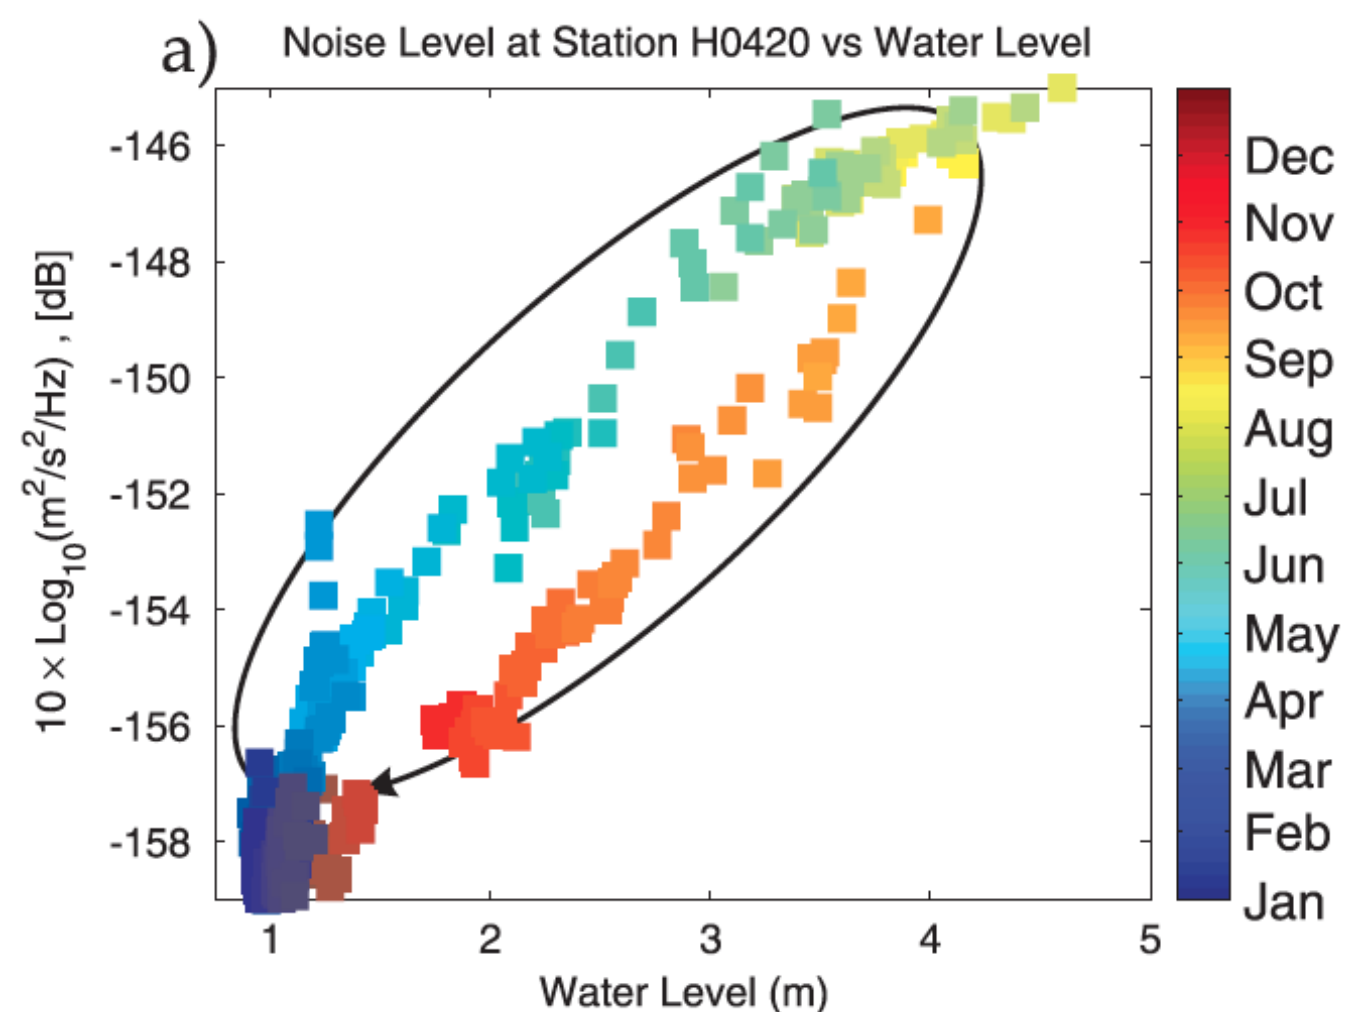 a)
Noise Level at Station H0420 vs Water Level
10 × Log₁₀(m²/s²/Hz) , [dB]
-146
-148
-150
-152
-154
-156
-158
1 2 3 4 5
Water Level (m)
Dec
Nov
Oct
Sep
Aug
Jul
Jun
May
Apr
Mar
Feb
Jan